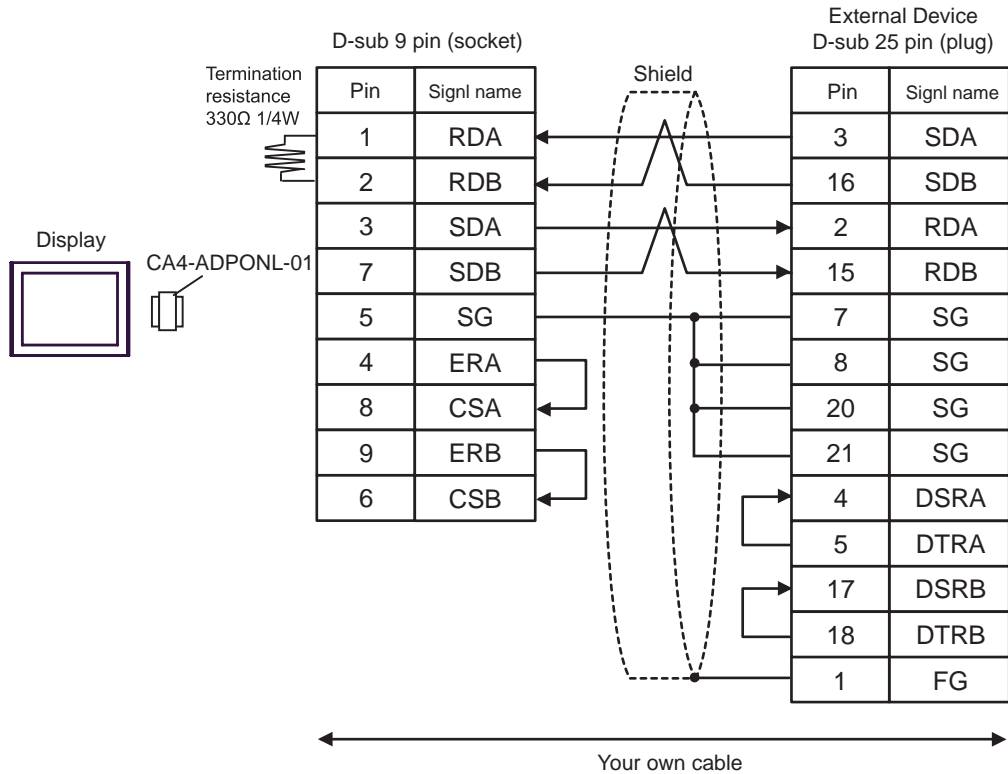 External Device
D-sub 9 pin (socket)
D-sub 25 pin (plug)
Termination
resistance
330Ω 1/4W
Shield
Pin Signl name
1 RDA
2 RDB
3 SDA
7 SDB
5 SG
4 ERA
8 CSA
9 ERB
6 CSB
Display
CA4-ADPONL-01
Pin Signl name
3 SDA
16 SDB
2 RDA
15 RDB
7 SG
8 SG
20 SG
21 SG
4 DSRA
5 DTRA
17 DSRB
18 DTRB
1 FG
Your own cable